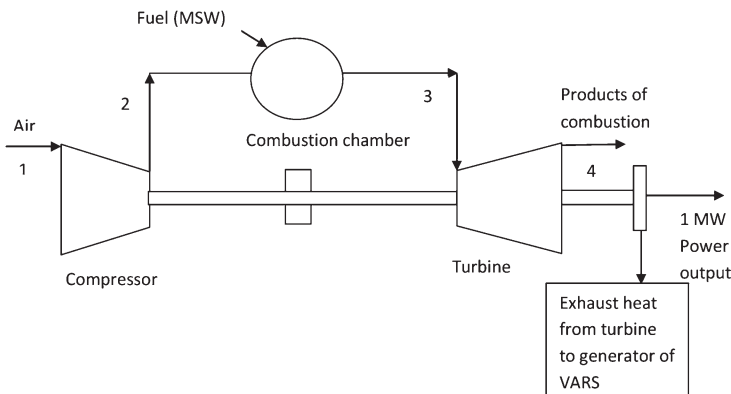 Fuel (MSW)
2
3
Products of
combustion
Air
1
Combustion chamber
4
1 MW
Power
output
Compressor
Turbine
Exhaust heat
from turbine
to generator of
VARS